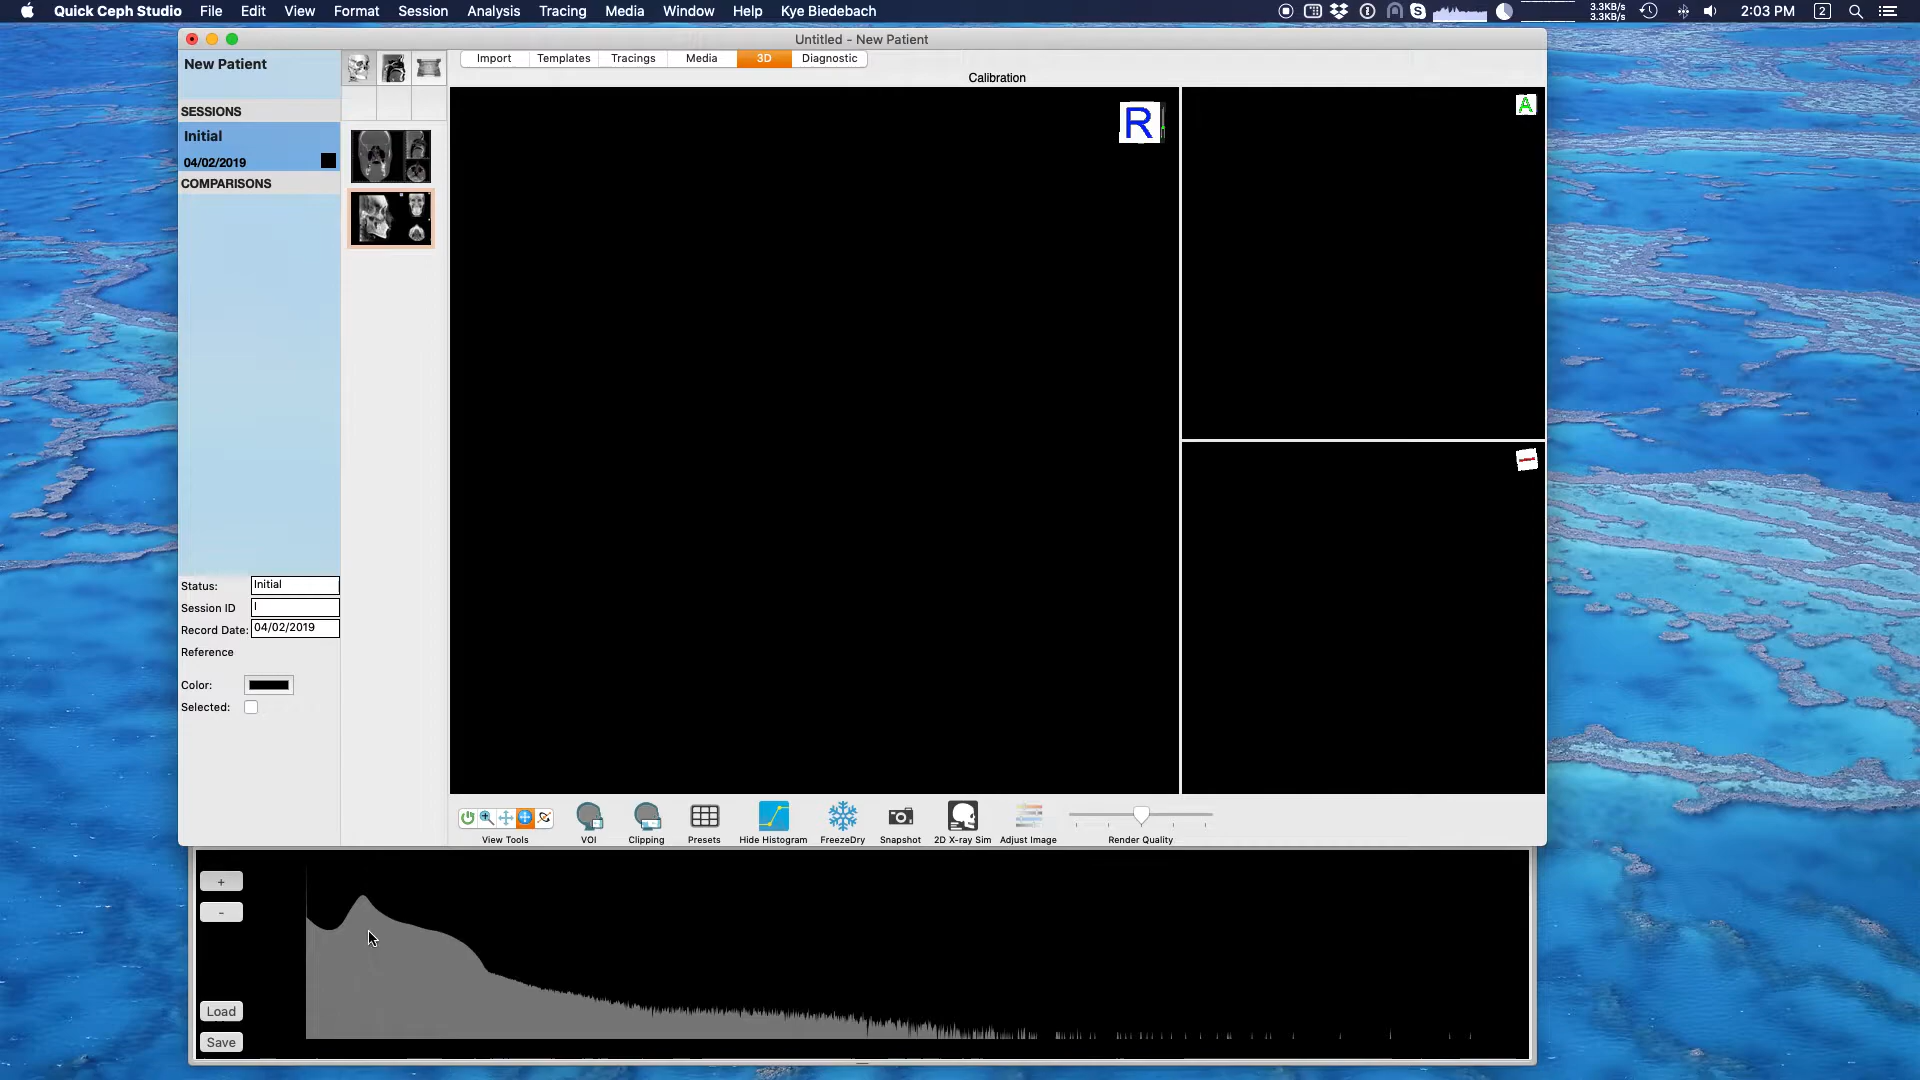 Quick Ceph Studio File Edit View Format Session Analysis Tracing Media Window Help Kye Biedebach
3.3KB/s
3.3KB/s
2:03 PM
2
Untitled - New Patient
New Patient
Import Templates Tracings Media 3D Diagnostic
Calibration
SESSIONS
Initial
04/02/2019
COMPARISONS
R
A
Status: Initial
Session ID I
Record Date: 04/02/2019
Reference
Color:
Selected:
View Tools VOI Clipping Presets Hide Histogram FreezeDry Snapshot 2D X-ray Sim Adjust Image Render Quality
+
-
Load
Save